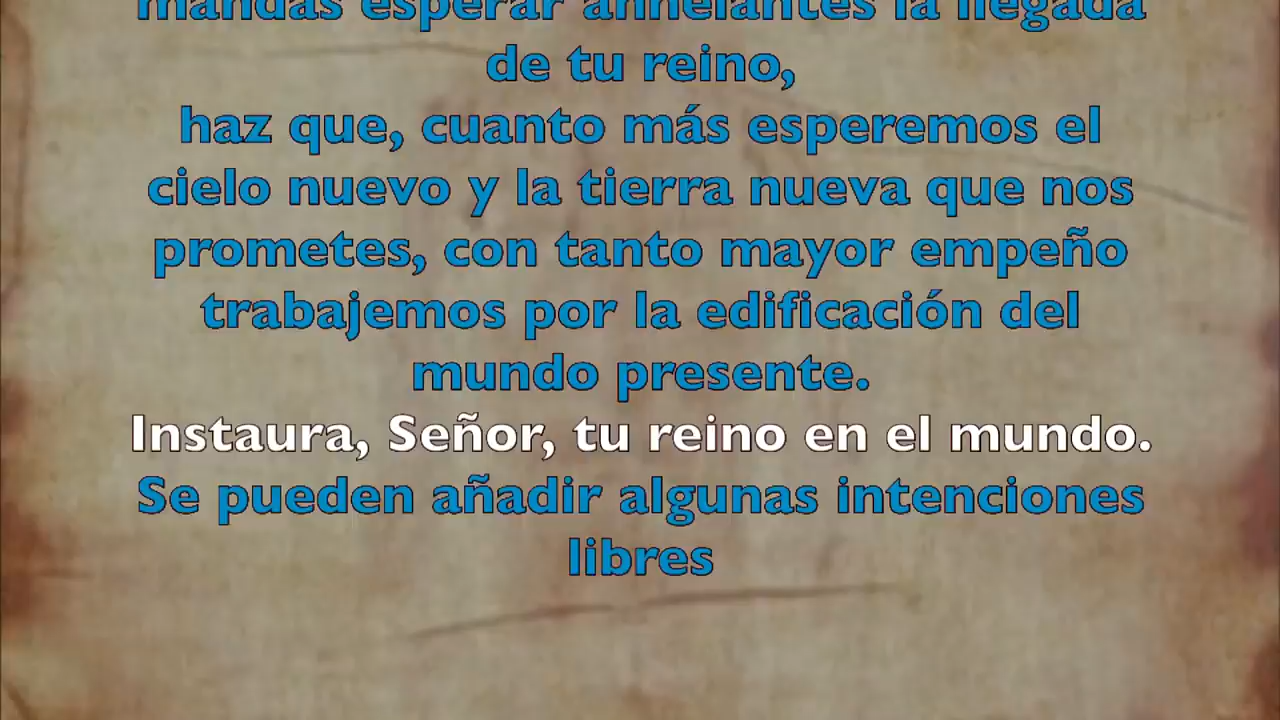 mandas esperar anhelantes la llegada
de tu reino,
haz que, cuanto más esperemos el
cielo nuevo y la tierra nueva que nos
prometes, con tanto mayor empeño
trabajemos por la edificación del
mundo presente.
Instaura, Señor, tu reino en el mundo.
Se pueden añadir algunas intenciones
libres